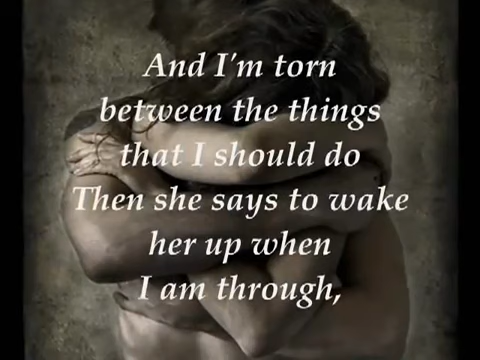 And I'm torn
between the things
that I should do
Then she says to wake
her up when
I am through,